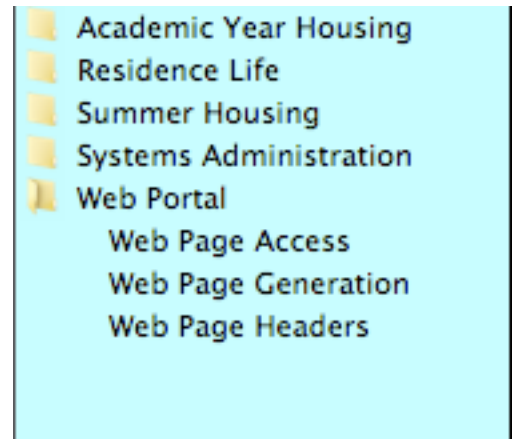 Academic Year Housing
Residence Life
Summer Housing
Systems Administration
Web Portal
Web Page Access
Web Page Generation
Web Page Headers